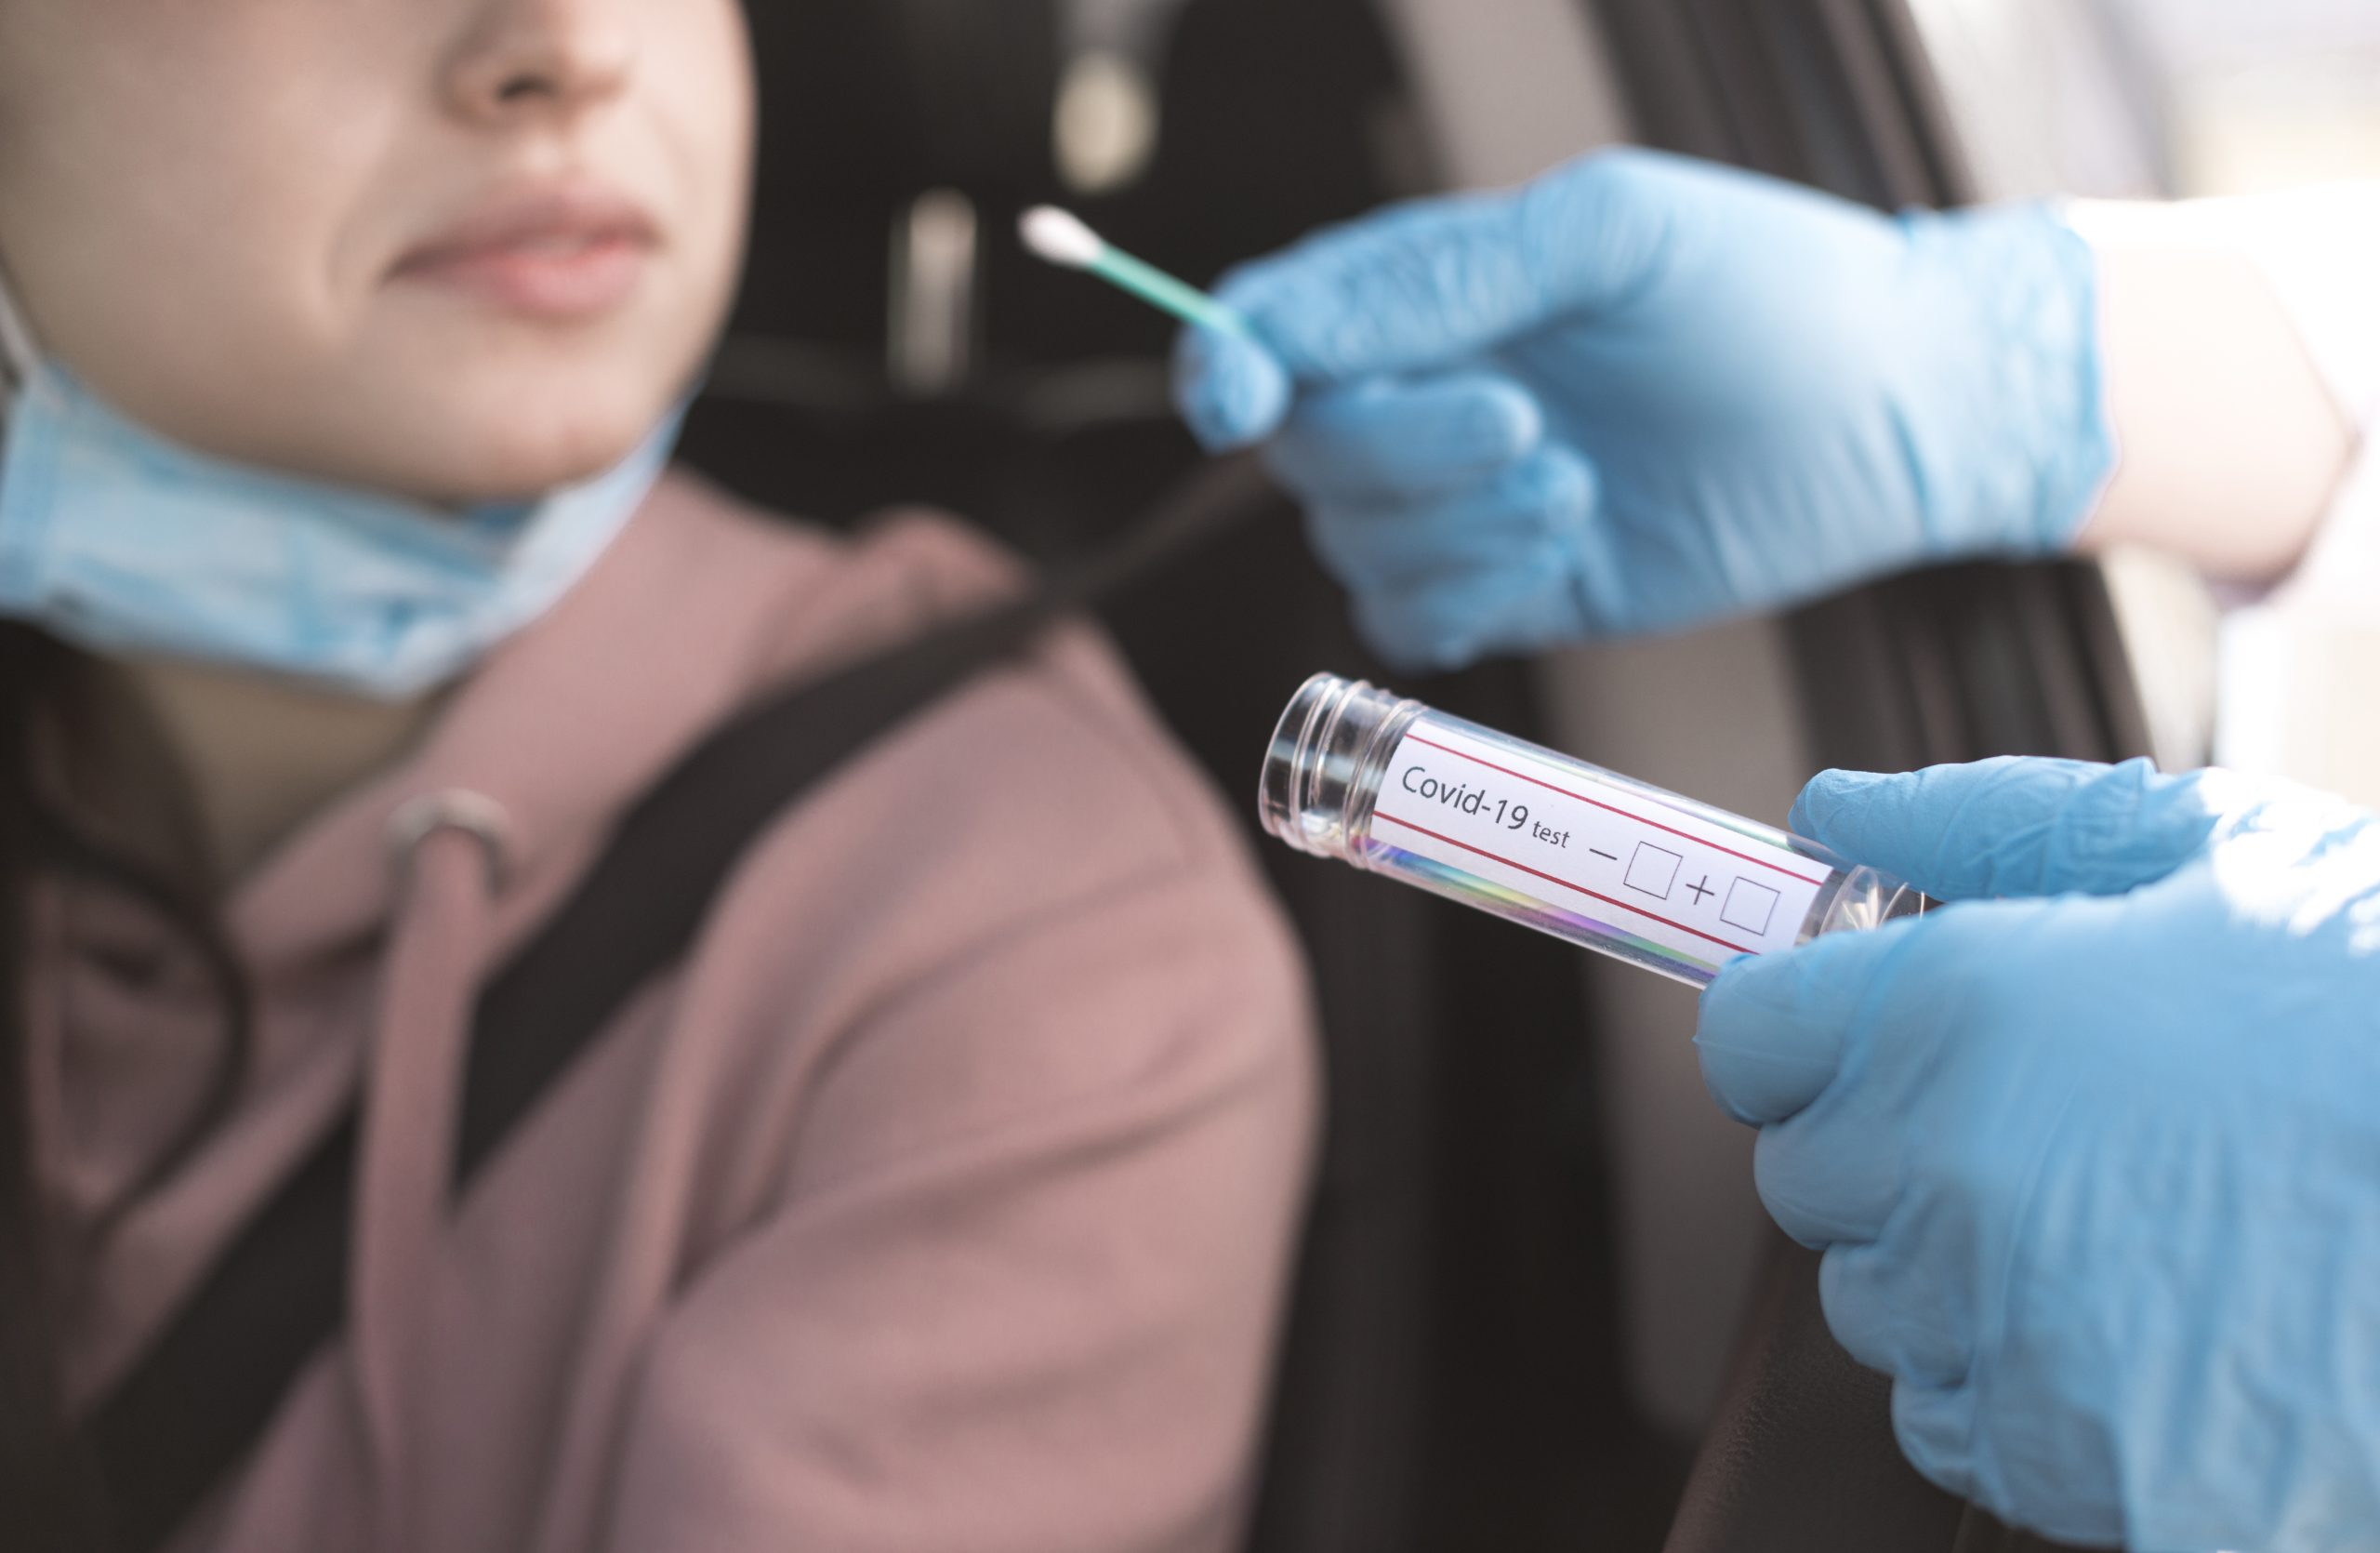 Covid-19 test – □ + □